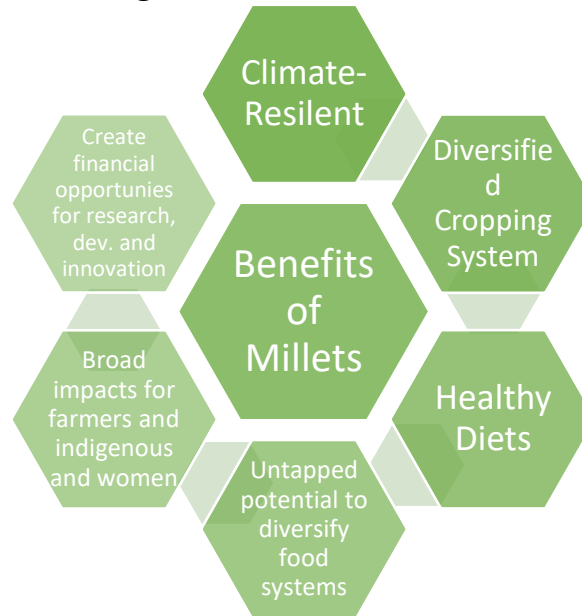 Climate-
Resilent
Diversifie
d
Cropping
System
Healthy
Diets
Untapped
potential to
diversify
food
systems
Broad
impacts for
farmers and
indigenous
and women
Create
financial
opportunies
for research,
dev. and
innovation
Benefits
of
Millets